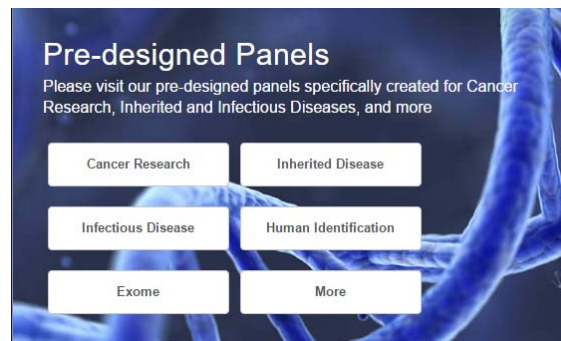 Pre-designed Panels
Please visit our pre-designed panels specifically created for Cancer
Research, Inherited and Infectious Diseases, and more
Cancer Research
Inherited Disease
Infectious Disease
Human Identification
Exome
More